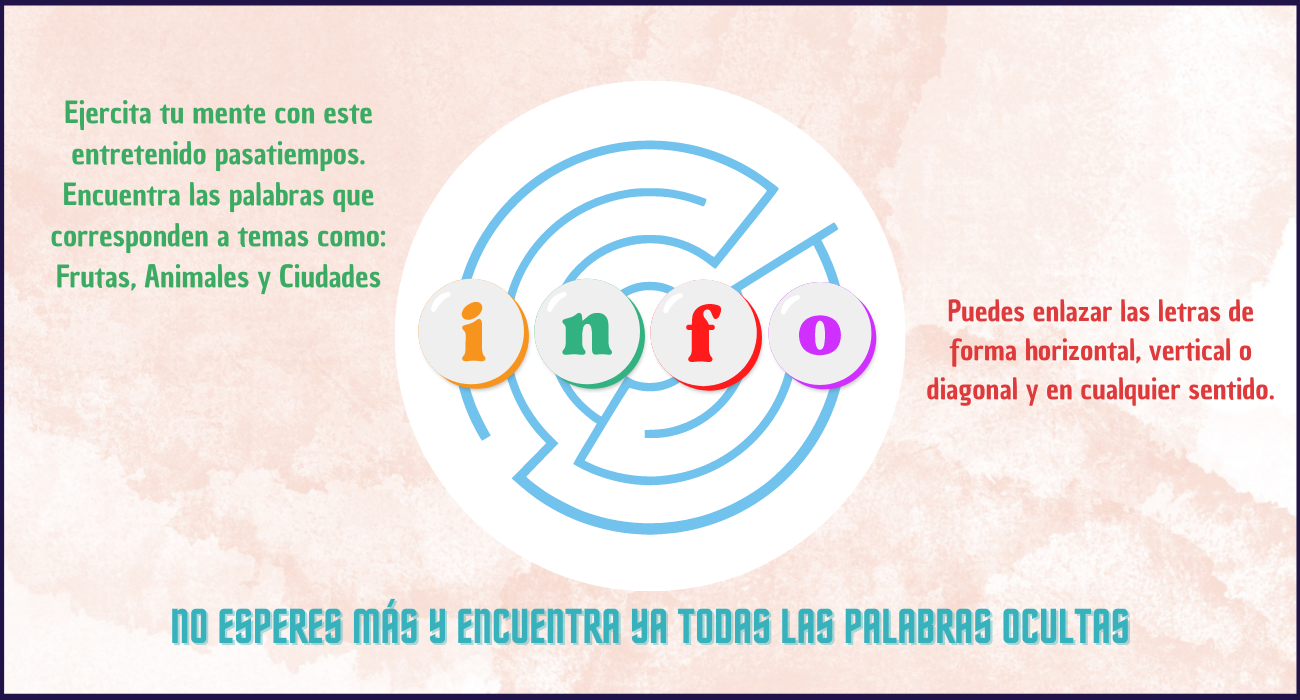 Ejercita tu mente con este
entretenido pasatiempos.
Encuentra las palabras que
corresponden a temas como:
Frutas, Animales y Ciudades
info
Puedes enlazar las letras de
forma horizontal, vertical o
diagonal y en cualquier sentido.
NO ESPERES MÁS Y ENCUENTRA YA TODAS LAS PALABRAS OCULTAS